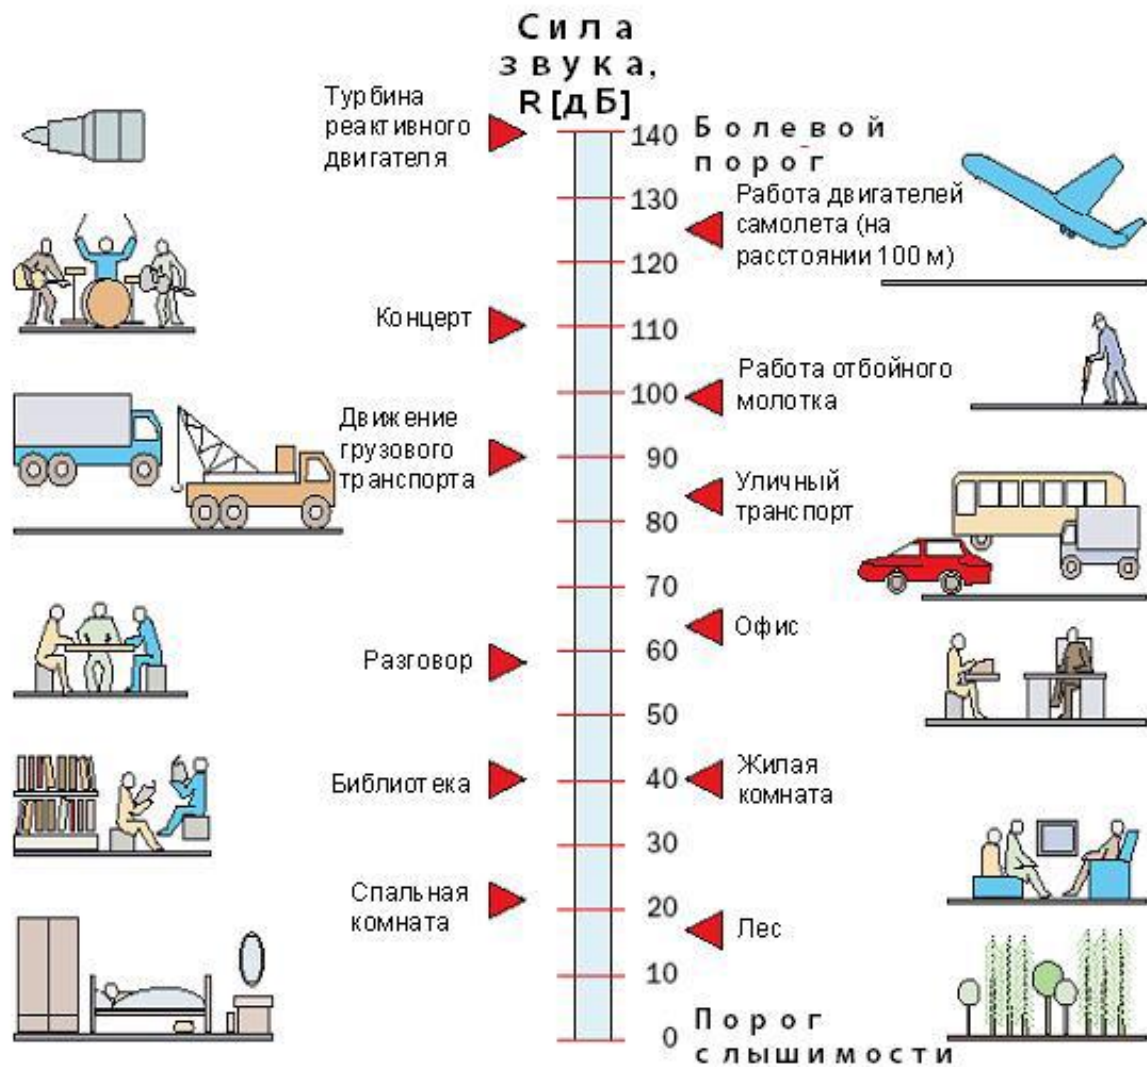 Сила
звука,
R [дБ]
Турбина
реактивного
двигателя
140
Болевой
порог
130
Работа двигателей
самолета (на
расстоянии 100 м)
120
Концерт
110
100
Работа отбойного
молотка
Движение
грузового
транспорта
90
Уличный
транспорт
80
70
Офис
60
Разговор
50
Библиотека
40
Жилая
комната
30
Спальная
комната
20
Лес
10
0
Порог
слышимости